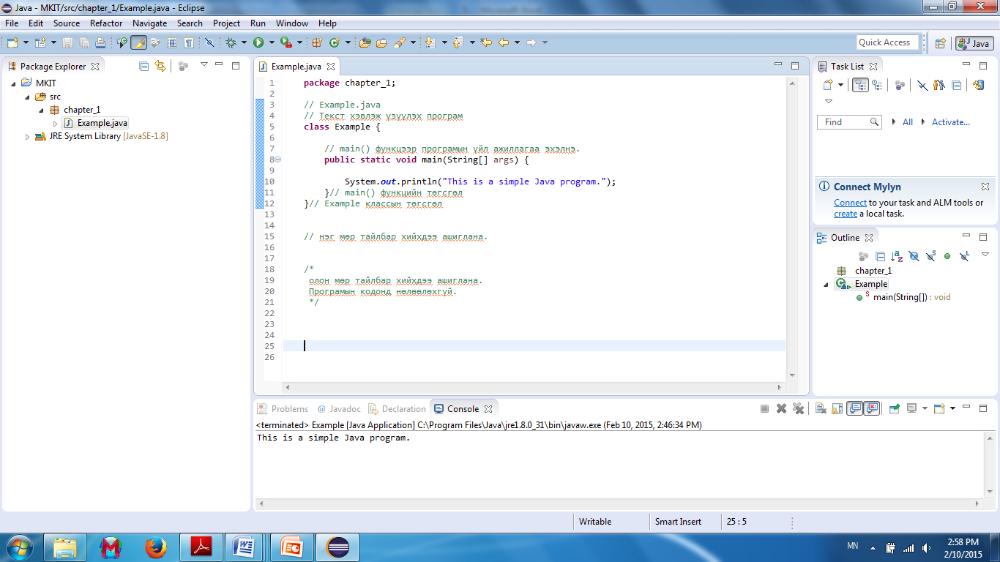 Java - MKIT/src/chapter_1/Example.java - Eclipse
File Edit Source Refactor Navigate Search Project Run Window Help
Quick Access
Java
Package Explorer
MKIT
src
chapter_1
Example.java
JRE System Library [JavaSE-1.8]
Example.java
1 package chapter_1;
2
3 // Example.java
4 // Текст хэвлэж үзүүлэх програм
5 class Example {
6
7 // main() функцээр програмын үйл ажиллагаа эхэлнэ.
8 public static void main(String[] args) {
9
10 System.out.println("This is a simple Java program.");
11 }// main() функцийн төгсгөл
12 }// Example классын төгсгөл
13
14
15 // нэг мөр тайлбар хийхдээ ашиглана.
16
17
18 /*
19 олон мөр тайлбар хийхдээ ашиглана.
20 Програмын кодонд нөлөөлөхгүй.
21 */
22
23
24
25
26
Task List
Find All Activate...
Connect Mylyn
Connect to your task and ALM tools or
create a local task.
Outline
chapter_1
Example
main(String[]) : void
Problems @ Javadoc Declaration Console
<terminated> Example [Java Application] C:\Program Files\Java\jre1.8.0_31\bin\javaw.exe (Feb 10, 2015, 2:46:34 PM)
This is a simple Java program.
Writable Smart Insert 25 : 5
MN
2:58 PM
2/10/2015